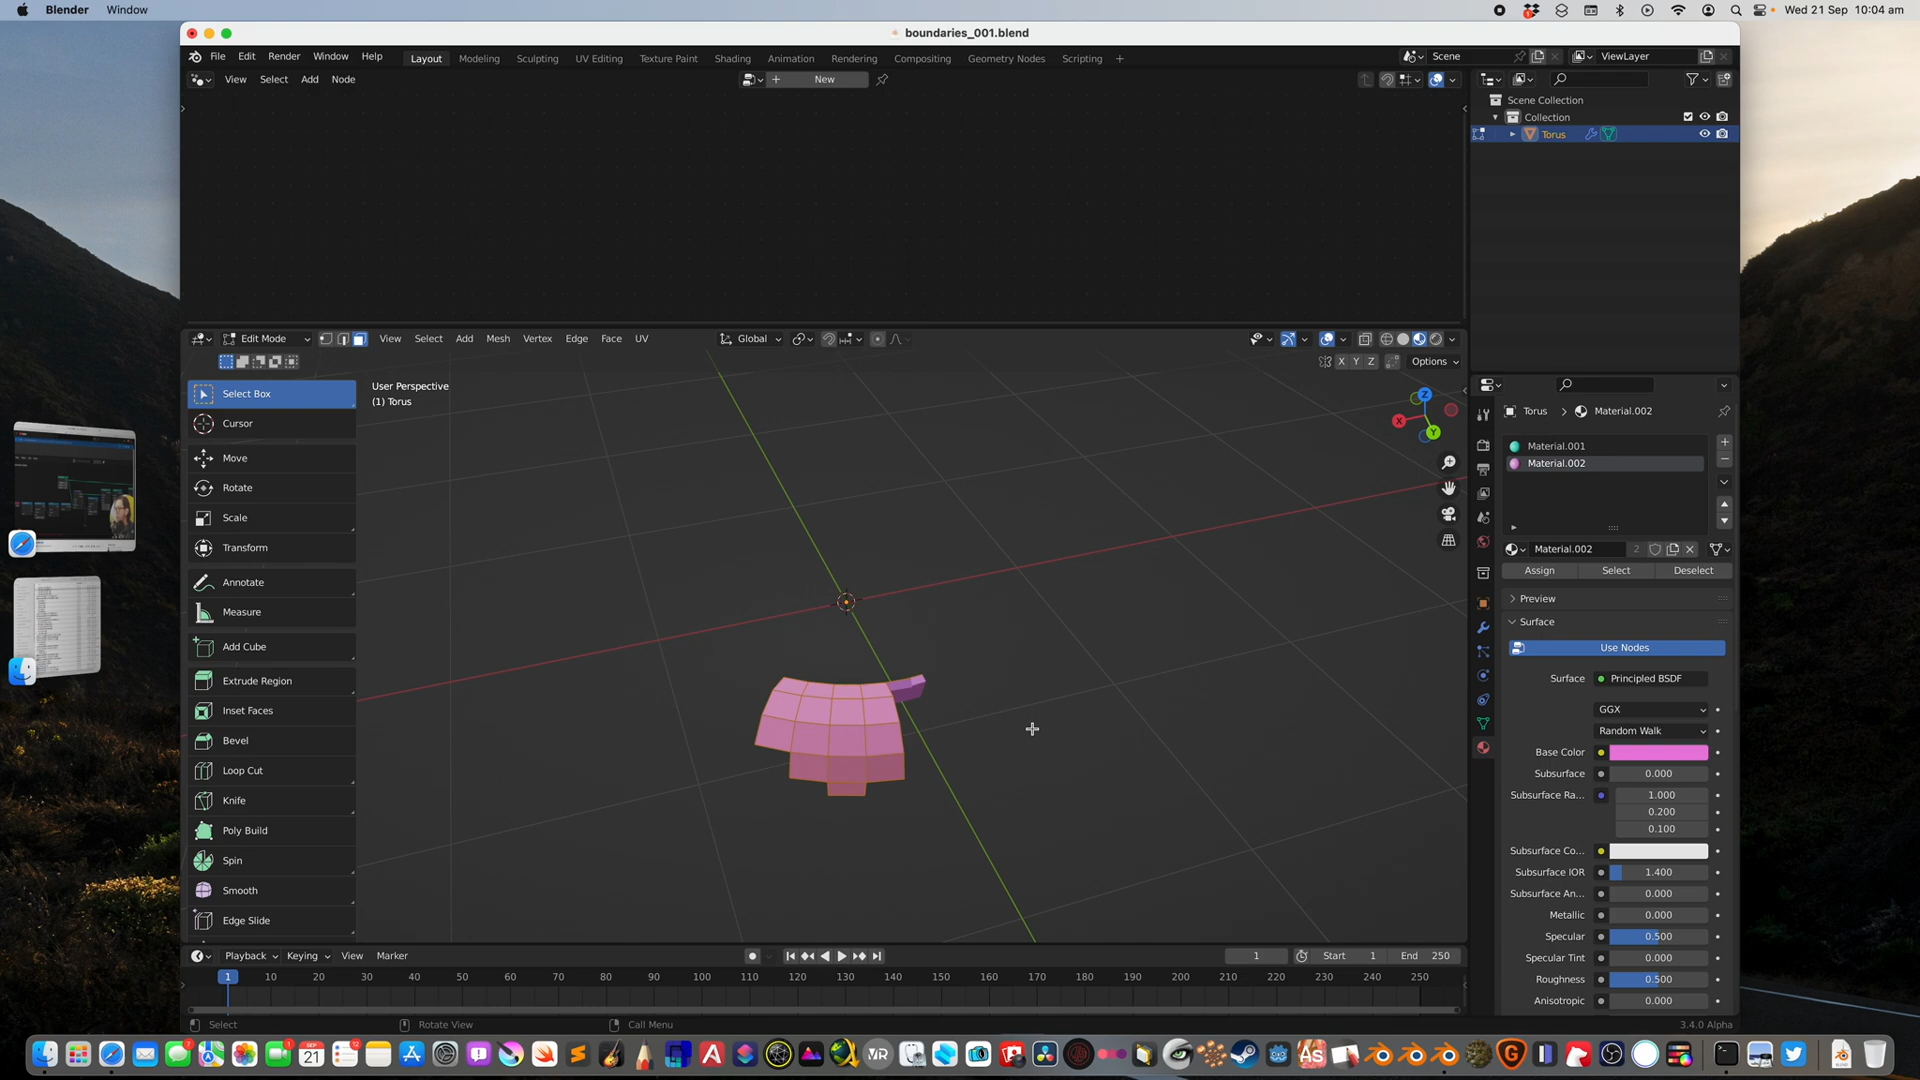 Blender Window Wed 21 Sep 10:04 am
boundaries_001.blend
File Edit Render Window Help Layout Modeling Sculpting UV Editing Texture Paint Shading Animation Rendering Compositing Geometry Nodes Scripting + Scene ViewLayer
View Select Add Node New
Scene Collection
Collection
Torus
Edit Mode View Select Add Mesh Vertex Edge Face UV Global
X Y Z Options
User Perspective
(1) Torus
Select Box
Cursor
Move
Rotate
Scale
Transform
Annotate
Measure
Add Cube
Extrude Region
Inset Faces
Bevel
Loop Cut
Knife
Poly Build
Spin
Smooth
Edge Slide
Z
X
Y
Torus Material.002
Material.001
Material.002
Material.002 2
Assign Select Deselect
Preview
Surface
Use Nodes
Surface Principled BSDF
GGX
Random Walk
Base Color
Subsurface 0.000
Subsurface Ra... 1.000
0.200
0.100
Subsurface Co...
Subsurface IOR 1.400
Subsurface An... 0.000
Metallic 0.000
Specular 0.500
Specular Tint 0.000
Roughness 0.500
Anisotropic 0.000
Playback Keying View Marker 1 Start 1 End 250
1 10 20 30 40 50 60 70 80 90 100 110 120 130 140 150 160 170 180 190 200 210 220 230 240 250
Select Rotate View Call Menu 3.4.0 Alpha
SEP
21
VR
As